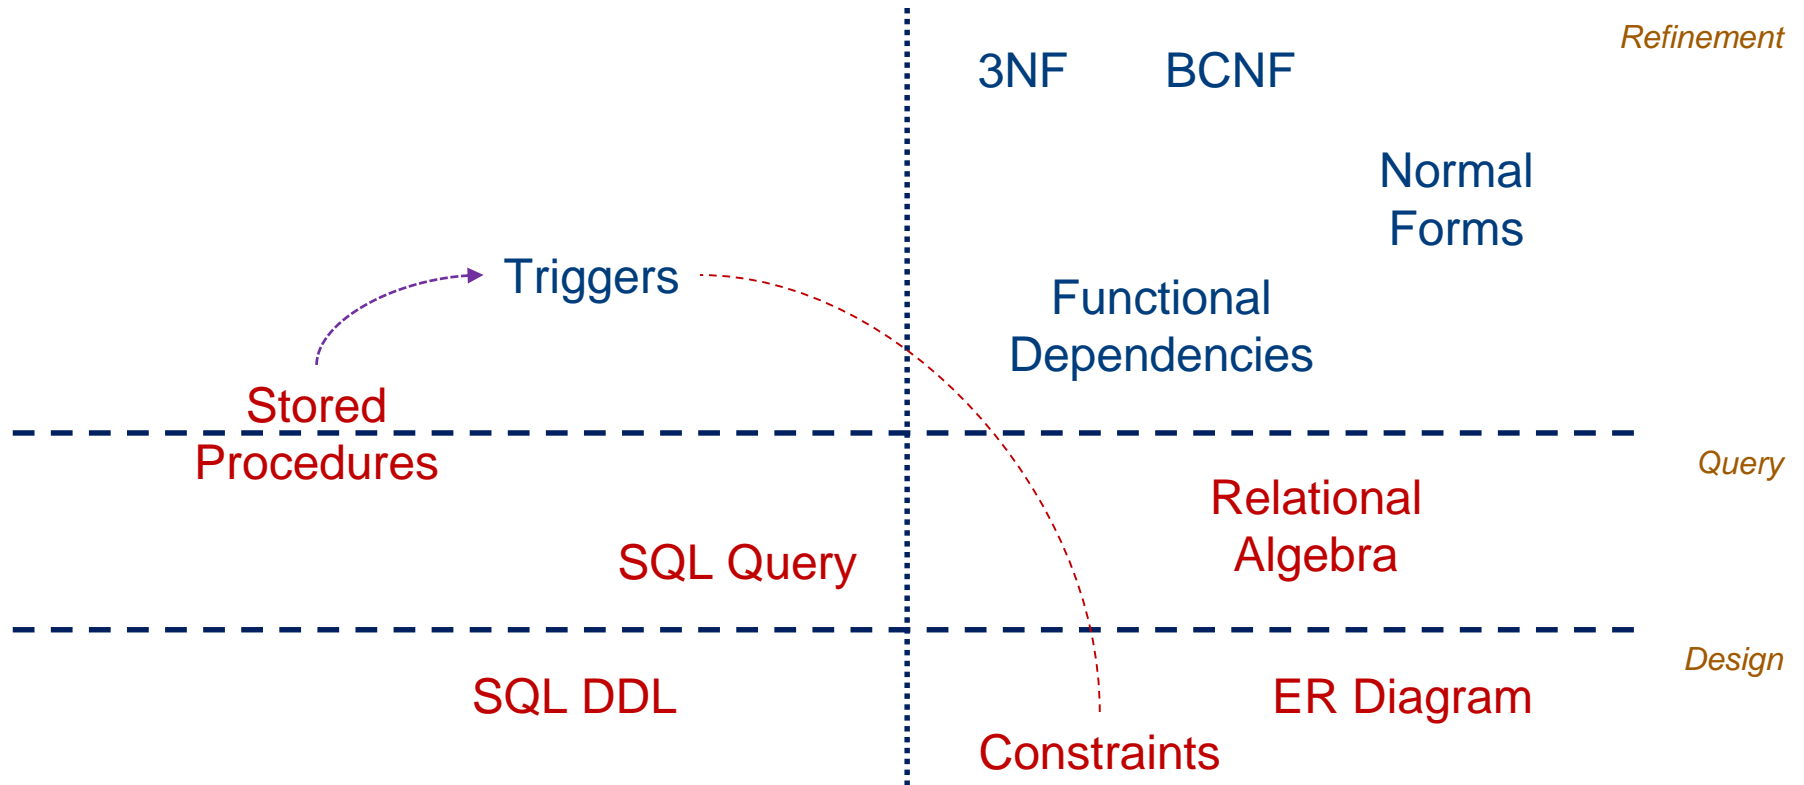 Refinement
3NF
BCNF
Normal
Forms
Triggers
Functional
Dependencies
Stored
Procedures
Query
Relational
Algebra
SQL Query
Design
SQL DDL
ER Diagram
Constraints